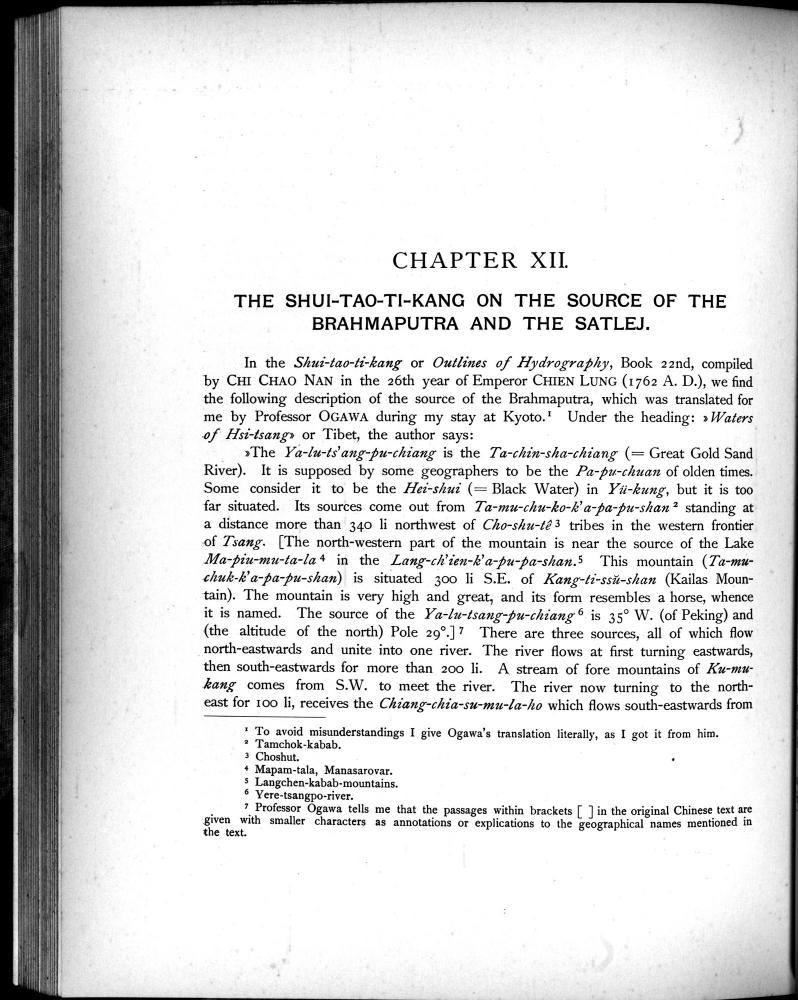 CHAPTER XII.
THE SHUI-TAO-TI-KANG ON THE SOURCE OF THE
BRAHMAPUTRA AND THE SATLEJ.
In the Shui-tao-ti-kang or Outlines of Hydrography, Book 22nd, compiled
by CHI CHAO NAN in the 26th year of Emperor CHIEN LUNG (1762 A. D.), we find
the following description of the source of the Brahmaputra, which was translated for
me by Professor OGAWA during my stay at Kyoto.¹ Under the heading: »Waters
of Hsi-tsang» or Tibet, the author says:
»The Ya-lu-ts'ang-pu-chiang is the Ta-chin-sha-chiang (= Great Gold Sand
River). It is supposed by some geographers to be the Pa-pu-chuan of olden times.
Some consider it to be the Hei-shui (= Black Water) in Yü-kung, but it is too
far situated. Its sources come out from Ta-mu-chu-ko-k'a-pa-pu-shan ² standing at
a distance more than 340 li northwest of Cho-shu-tê ³ tribes in the western frontier
of Tsang. [The north-western part of the mountain is near the source of the Lake
Ma-piu-mu-ta-la ⁴ in the Lang-ch'ien-k'a-pu-pa-shan.⁵ This mountain (Ta-mu-
chuk-k'a-pa-pu-shan) is situated 300 li S.E. of Kang-ti-ssü-shan (Kailas Moun-
tain). The mountain is very high and great, and its form resembles a horse, whence
it is named. The source of the Ya-lu-tsang-pu-chiang ⁶ is 35° W. (of Peking) and
(the altitude of the north) Pole 29°.] ⁷ There are three sources, all of which flow
north-eastwards and unite into one river. The river flows at first turning eastwards,
then south-eastwards for more than 200 li. A stream of fore mountains of Ku-mu-
kang comes from S.W. to meet the river. The river now turning to the north-
east for 100 li, receives the Chiang-chia-su-mu-la-ho which flows south-eastwards from
¹ To avoid misunderstandings I give Ogawa's translation literally, as I got it from him.
² Tamchok-kabab.
³ Choshut.
⁴ Mapam-tala, Manasarovar.
⁵ Langchen-kabab-mountains.
⁶ Yere-tsangpo-river.
⁷ Professor Ogawa tells me that the passages within brackets [ ] in the original Chinese text are
given with smaller characters as annotations or explications to the geographical names mentioned in
the text.